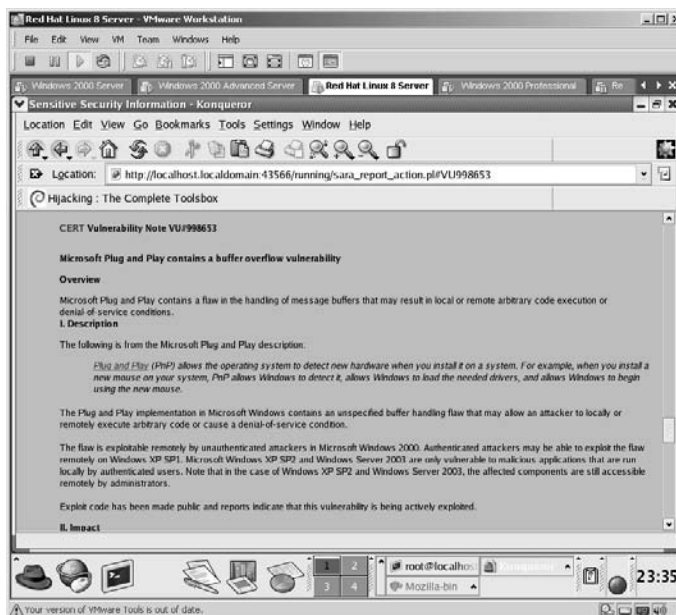 Red Hat Linux 8 Server - VMware Workstation
File Edit View VM Team Windows Help
Windows 2000 Server Windows 2000 Advanced Server Red Hat Linux 8 Server Windows 2000 Professional Re
Sensitive Security Information - Konqueror
Location Edit View Go Bookmarks Tools Settings Window Help
Location: http://localhost.localdomain:43566/running/sara_report_action.pl#VU998653
Hijacking : The Complete Toolsbox
CERT Vulnerability Note VU#998653
Microsoft Plug and Play contains a buffer overflow vulnerability
Overview
Microsoft Plug and Play contains a flaw in the handling of message buffers that may result in local or remote arbitrary code execution or
denial-of-service conditions.
I. Description
The following is from the Microsoft Plug and Play description:
Plug and Play (PnP) allows the operating system to detect new hardware when you install it on a system. For example, when you install a
new mouse on your system, PnP allows Windows to detect it, allows Windows to load the needed drivers, and allows Windows to begin
using the new mouse.
The Plug and Play implementation in Microsoft Windows contains an unspecified buffer handling flaw that may allow an attacker to locally or
remotely execute arbitrary code or cause a denial-of-service condition.
The flaw is exploitable remotely by unauthenticated attackers in Microsoft Windows 2000. Authenticated attackers may be able to exploit the flaw
remotely on Windows XP SP1. Microsoft Windows XP SP2 and Windows Server 2003 are only vulnerable to malicious applications that are run
locally by authenticated users. Note that in the case of Windows XP SP2 and Windows Server 2003, the affected components are still accessible
remotely by administrators.
Exploit code has been made public and reports indicate that this vulnerability is being actively exploited.
II. Impact
1 2
3 4
root@localhos
Konqueror
Mozilla-bin
23:35
Your version of VMware Tools is out of date.